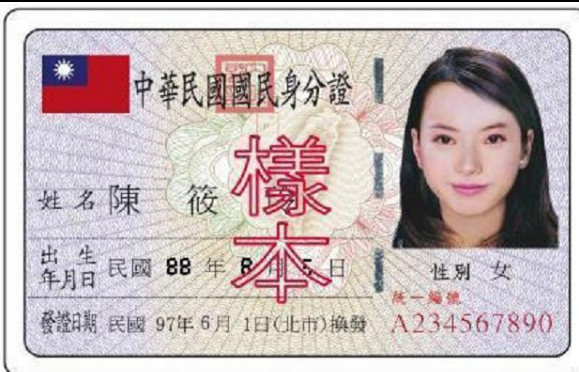 中華民國國民身分證
樣本
姓名 陳 筱
出生年月日 民國 88 年 8 月 5 日
性別 女
統一編號
發證日期 民國 97年 6月 1日(北市)換發
A234567890